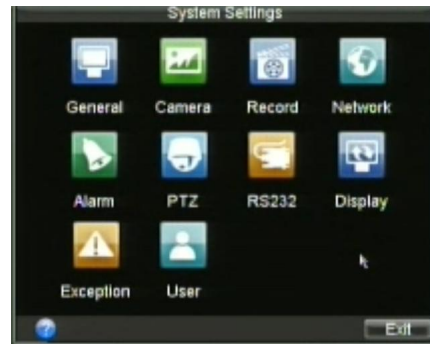 System Settings
General Camera Record Network
Alarm PTZ RS232 Display
Exception User
Exit